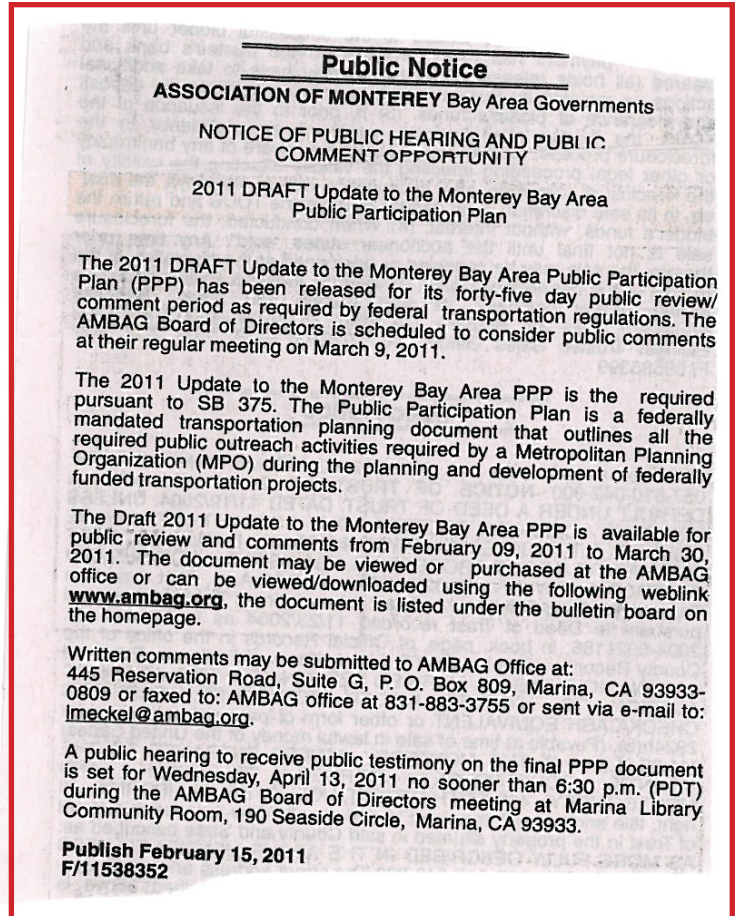 Public Notice
ASSOCIATION OF MONTEREY Bay Area Governments
NOTICE OF PUBLIC HEARING AND PUBLIC
COMMENT OPPORTUNITY
2011 DRAFT Update to the Monterey Bay Area
Public Participation Plan
The 2011 DRAFT Update to the Monterey Bay Area Public Participation
Plan (PPP) has been released for its forty-five day public review/
comment period as required by federal transportation regulations. The
AMBAG Board of Directors is scheduled to consider public comments
at their regular meeting on March 9, 2011.
The 2011 Update to the Monterey Bay Area PPP is the required
pursuant to SB 375. The Public Participation Plan is a federally
mandated transportation planning document that outlines all the
required public outreach activities required by a Metropolitan Planning
Organization (MPO) during the planning and development of federally
funded transportation projects.
The Draft 2011 Update to the Monterey Bay Area PPP is available for
public review and comments from February 09, 2011 to March 30,
2011. The document may be viewed or purchased at the AMBAG
office or can be viewed/downloaded using the following weblink
www.ambag.org, the document is listed under the bulletin board on
the homepage.
Written comments may be submitted to AMBAG Office at:
445 Reservation Road, Suite G, P. O. Box 809, Marina, CA 93933-
0809 or faxed to: AMBAG office at 831-883-3755 or sent via e-mail to:
lmeckel@ambag.org.
A public hearing to receive public testimony on the final PPP document
is set for Wednesday, April 13, 2011 no sooner than 6:30 p.m. (PDT)
during the AMBAG Board of Directors meeting at Marina Library
Community Room, 190 Seaside Circle, Marina, CA 93933.
Publish February 15, 2011
F/11538352